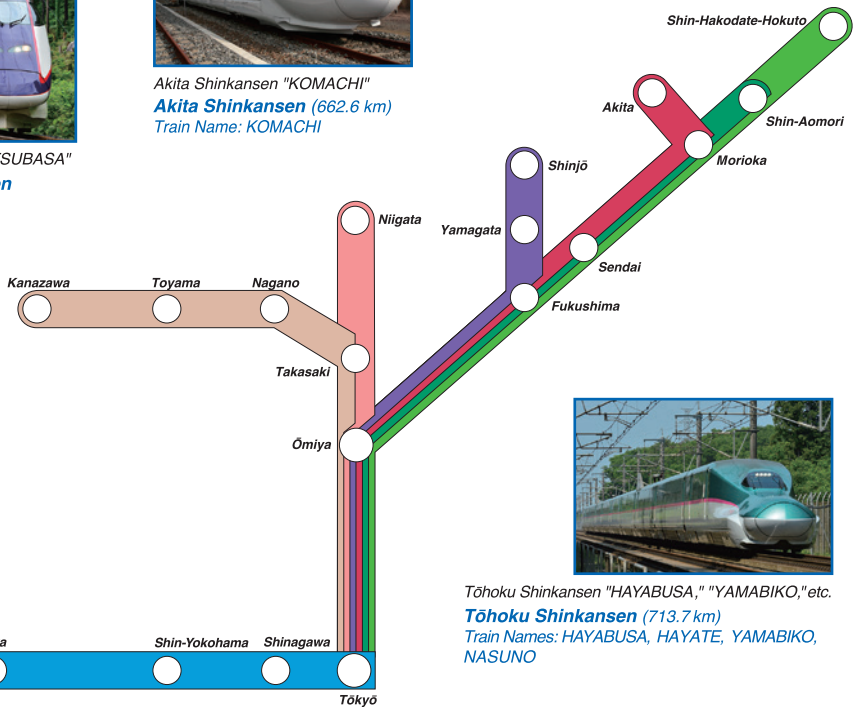 Shin-Hakodate-Hokuto
Akita Shinkansen "KOMACHI"
Akita Shinkansen (662.6 km)
Train Name: KOMACHI
Akita
Shin-Aomori
Morioka
SUBASA"
n
Shinjō
Yamagata
Niigata
Sendai
Kanazawa
Toyama
Nagano
Fukushima
Takasaki
Ōmiya
Tōhoku Shinkansen "HAYABUSA," "YAMABIKO," etc.
Tōhoku Shinkansen (713.7 km)
Train Names: HAYABUSA, HAYATE, YAMABIKO,
NASUNO
a
Shin-Yokohama
Shinagawa
Tōkyō